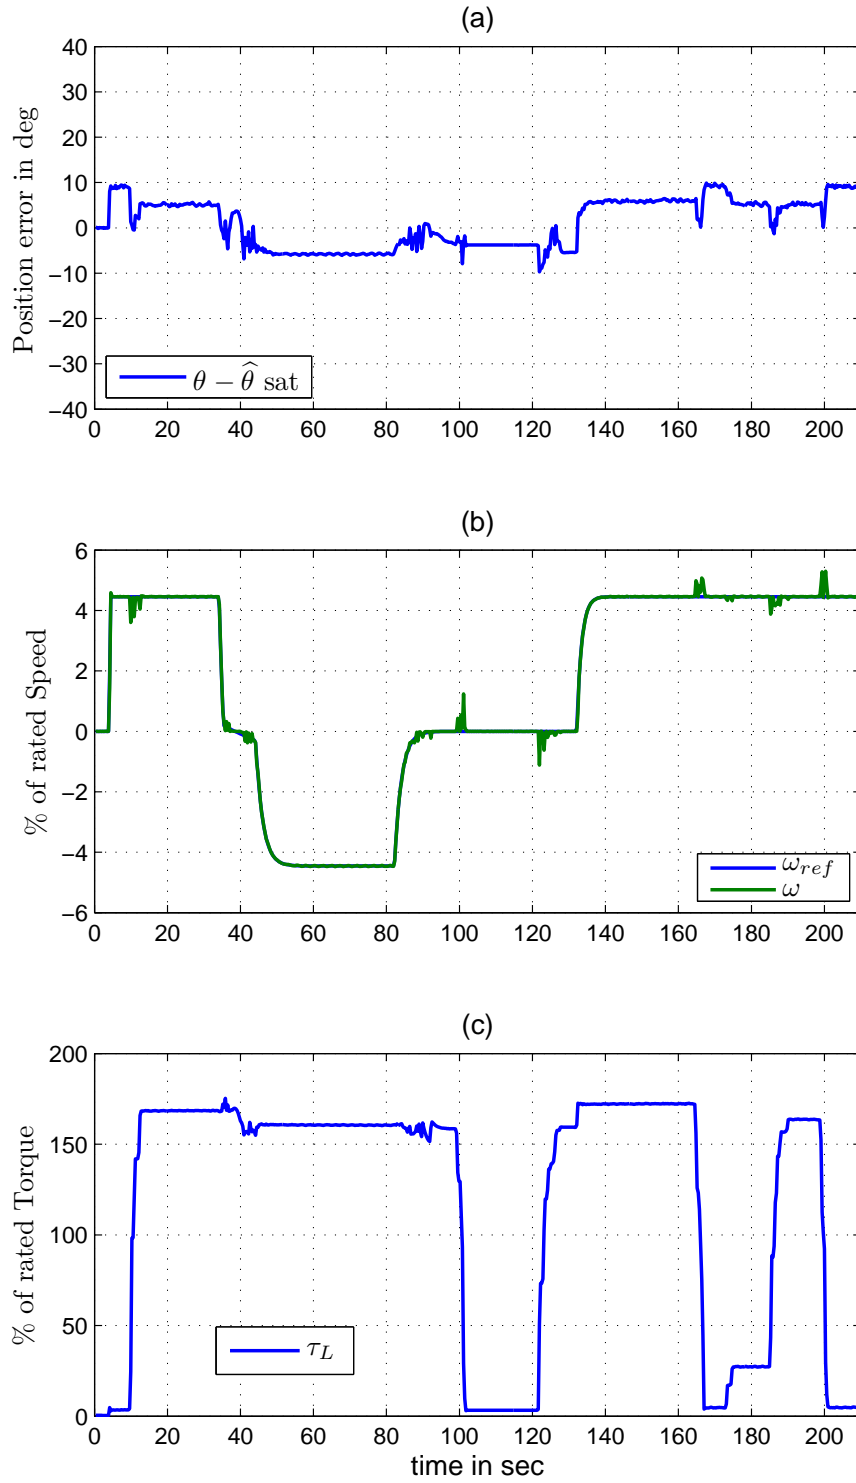 (a)
Position error in deg
40
30
20
10
0
−10
−20
−30
−40
θ − θ̂ sat
0 20 40 60 80 100 120 140 160 180 200
(b)
% of rated Speed
6
4
2
0
−2
−4
−6
ω_ref
ω
0 20 40 60 80 100 120 140 160 180 200
(c)
% of rated Torque
200
150
100
50
0
τ_L
0 20 40 60 80 100 120 140 160 180 200
time in sec